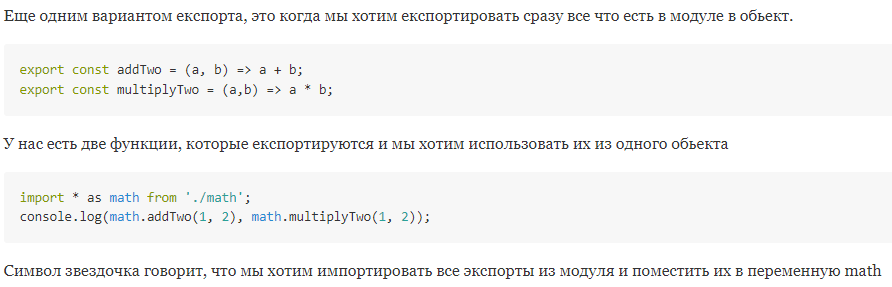 Еще одним вариантом експорта, это когда мы хотим експортировать сразу все что есть в модуле в обьект.
export const addTwo = (a, b) => a + b;
export const multiplyTwo = (a,b) => a * b;
У нас есть две функции, которые експортируются и мы хотим использовать их из одного обьекта
import * as math from './math';
console.log(math.addTwo(1, 2), math.multiplyTwo(1, 2));
Символ звездочка говорит, что мы хотим импортировать все экспорты из модуля и поместить их в переменную math